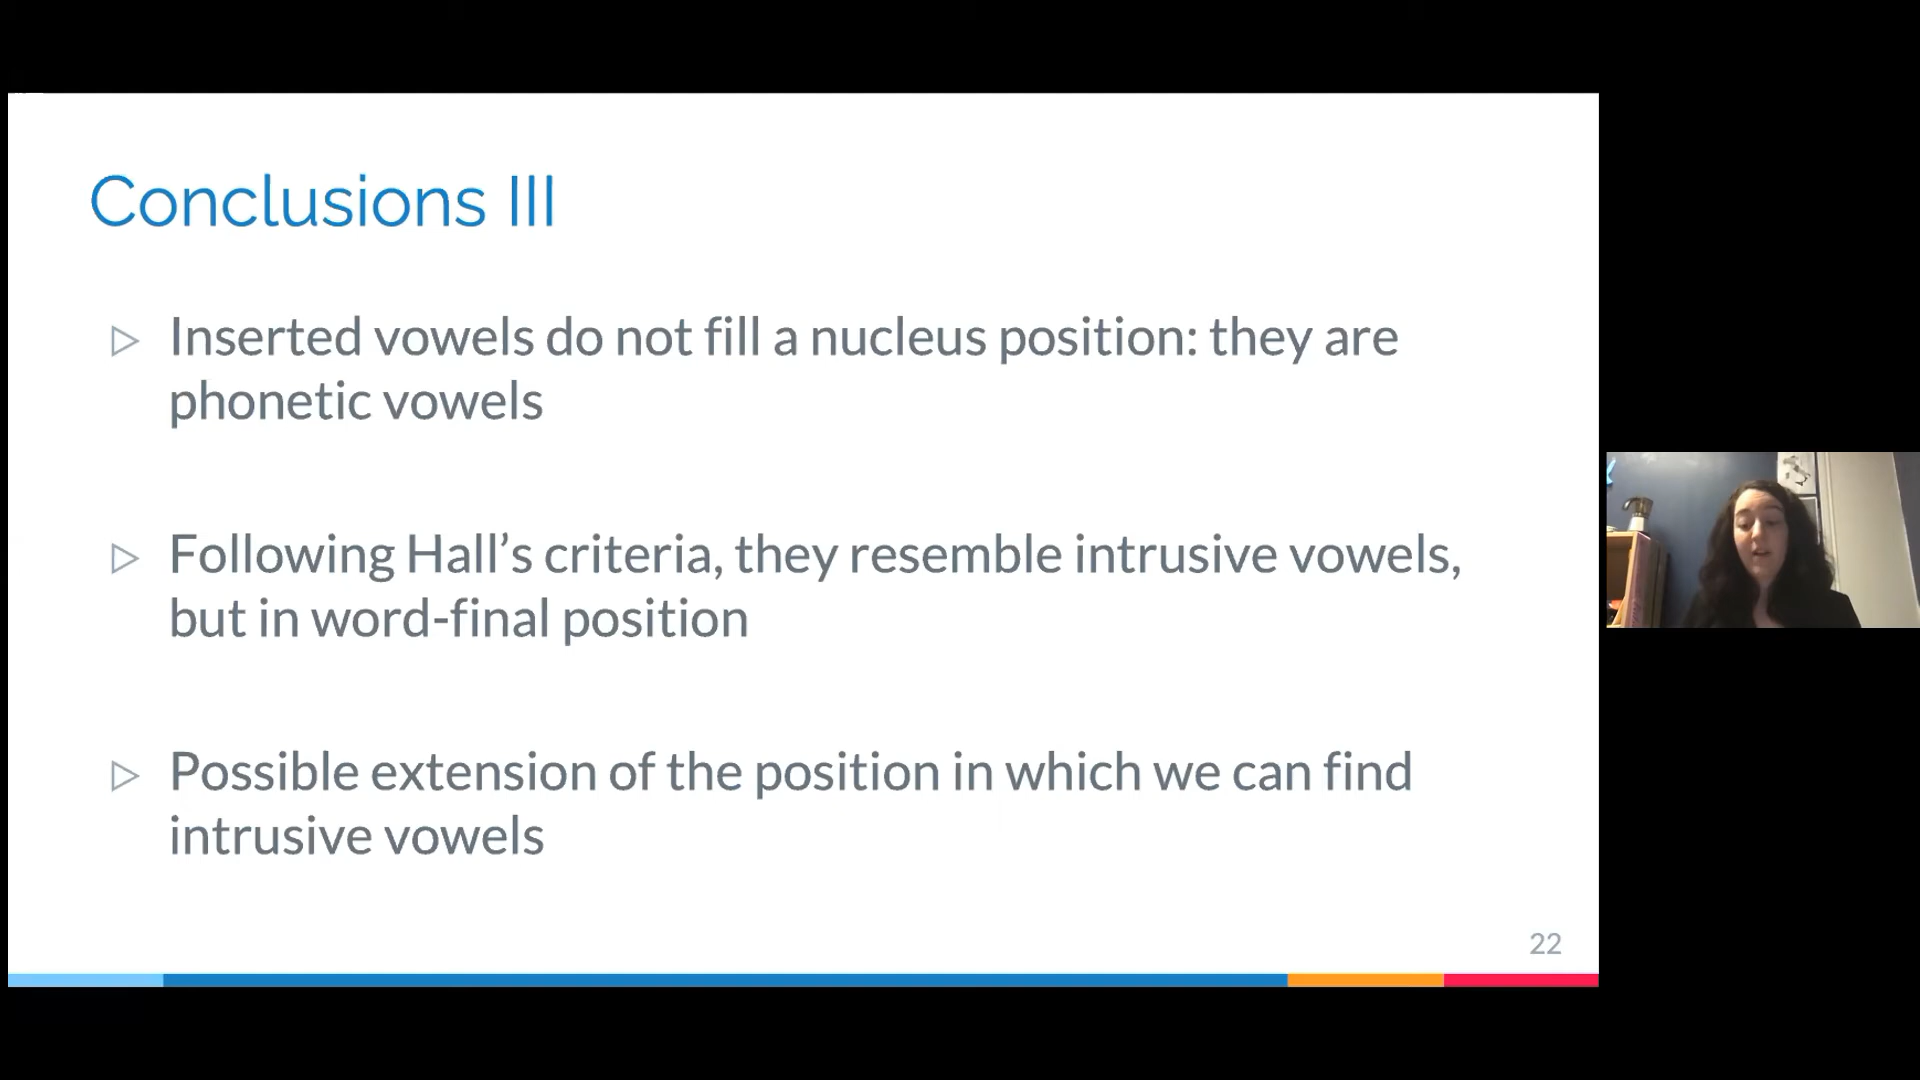 Conclusions III
▷ Inserted vowels do not fill a nucleus position: they are
phonetic vowels
▷ Following Hall’s criteria, they resemble intrusive vowels,
but in word-final position
▷ Possible extension of the position in which we can find
intrusive vowels
22